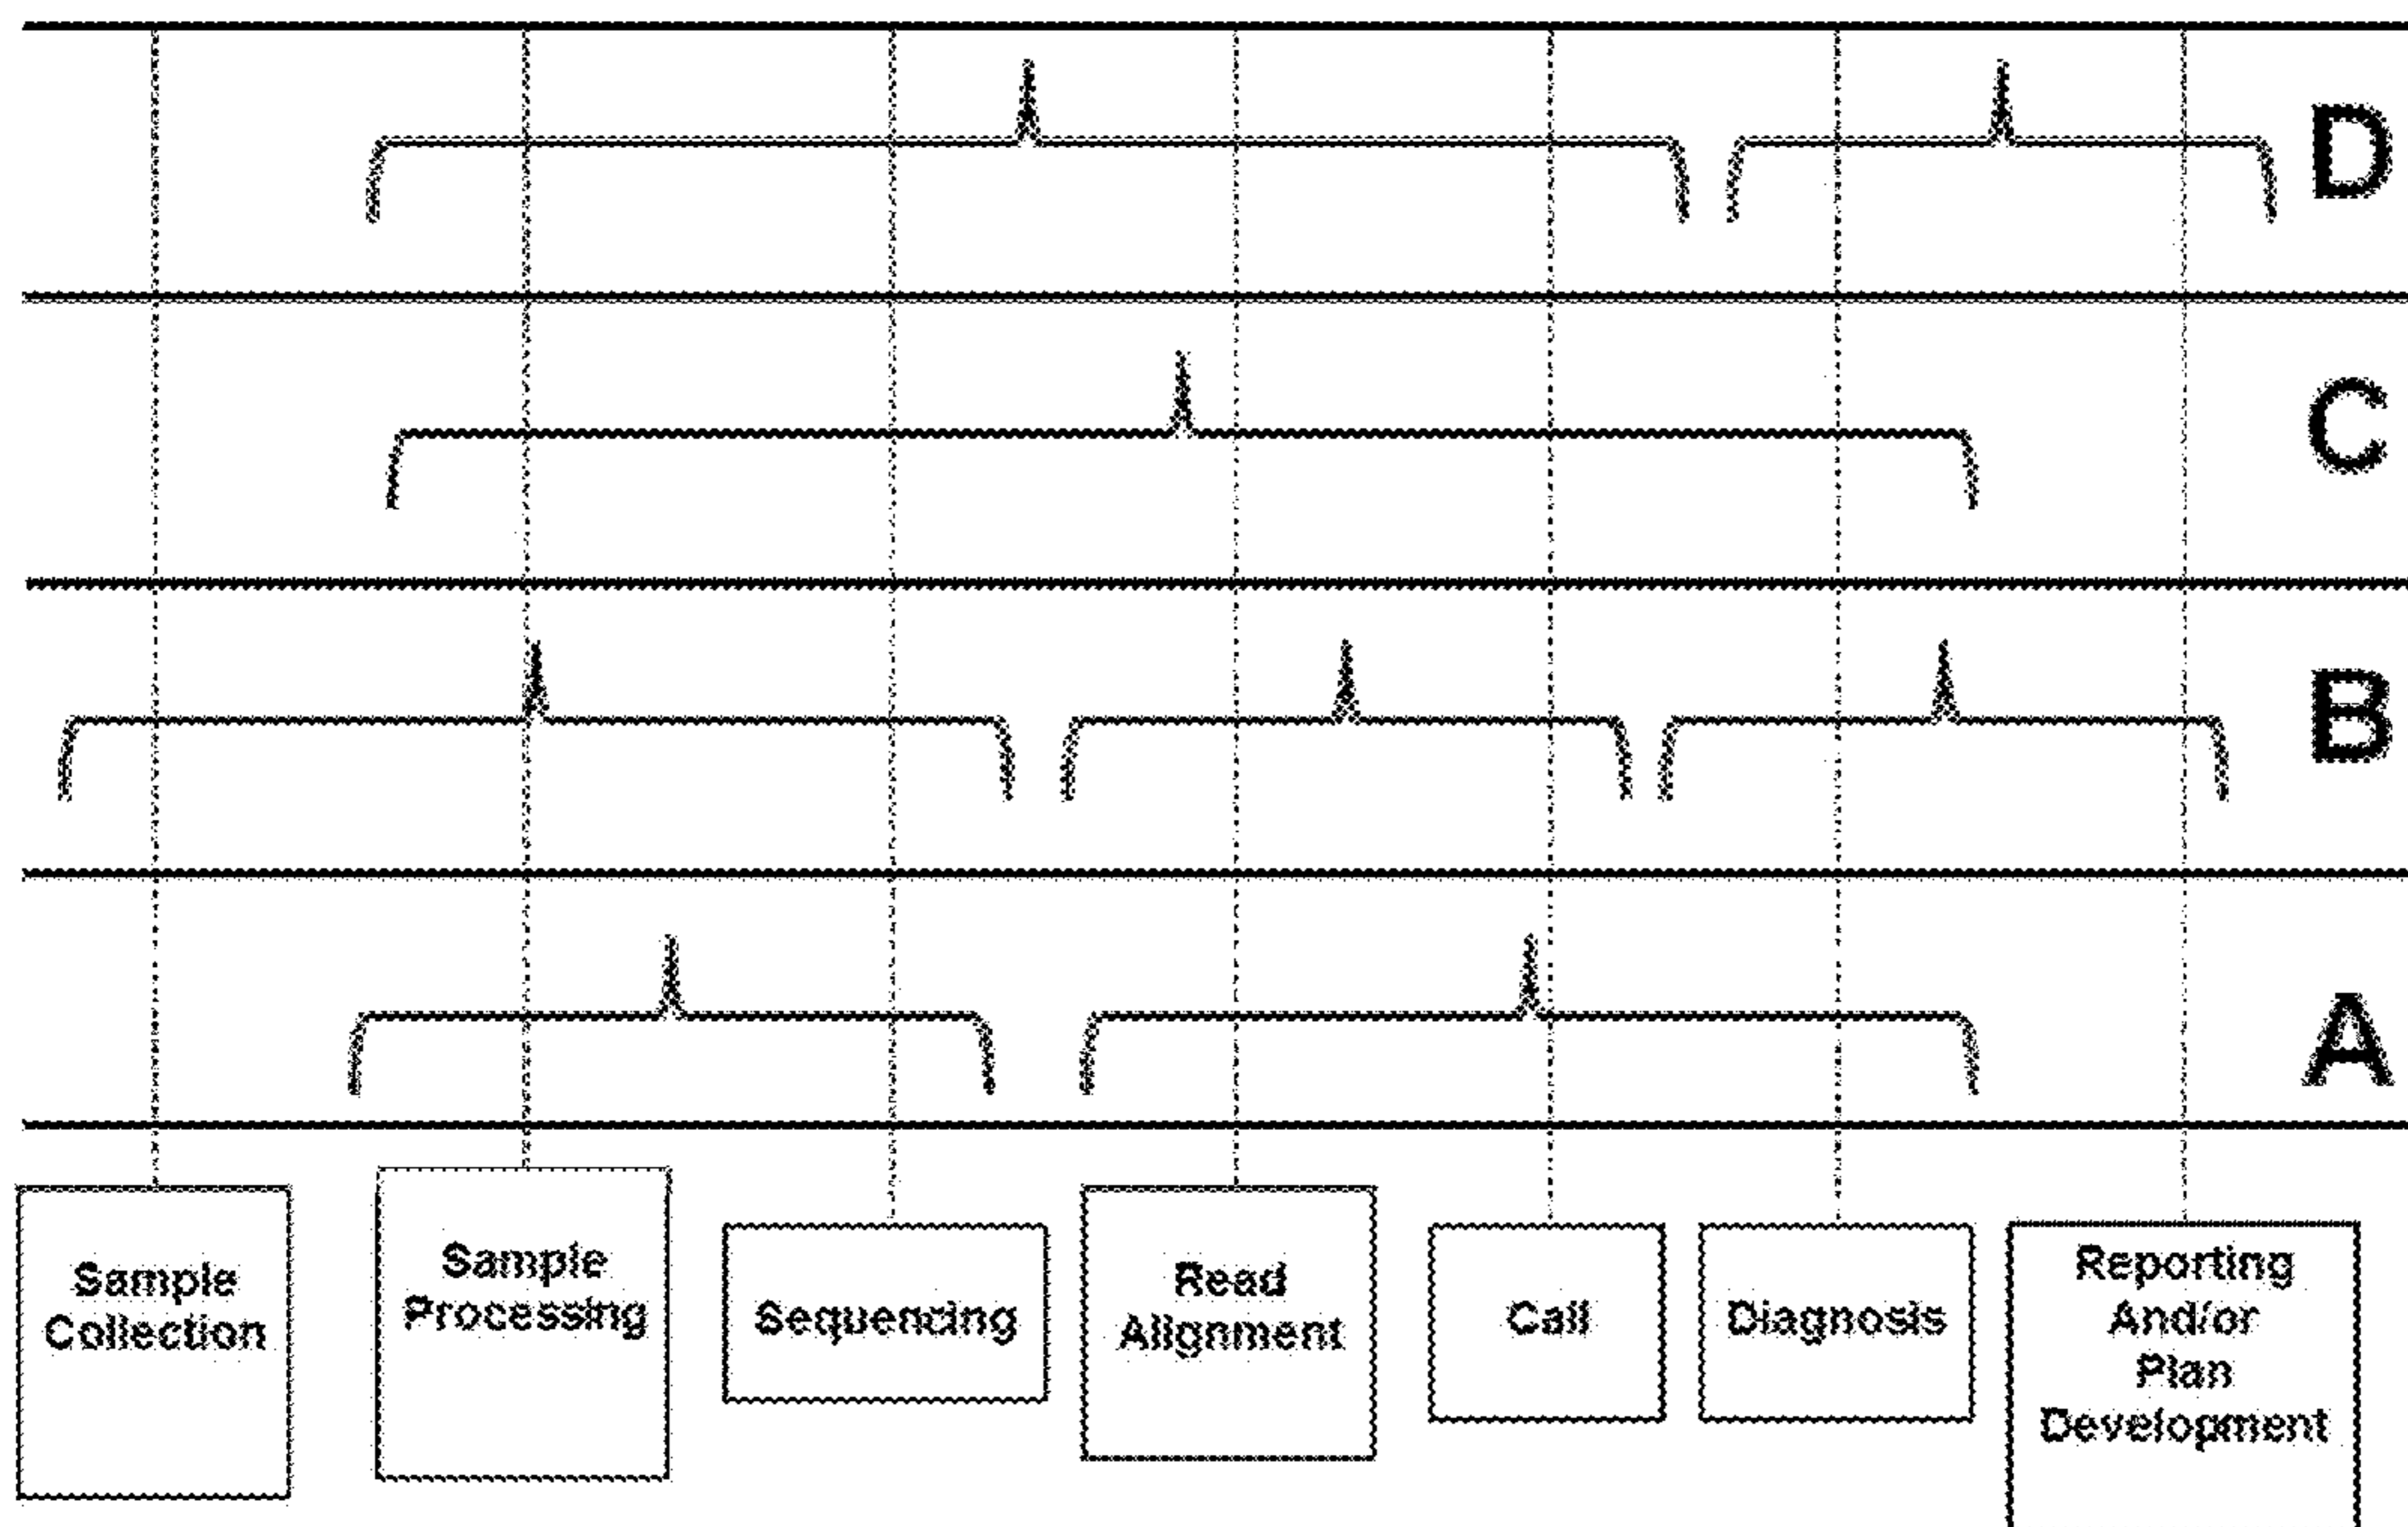 D
C
B
A
Sample
Collection
Sample
Processing
Sequencing
Read
Alignment
Call
Diagnosis
Reporting
And/or
Plan
Development